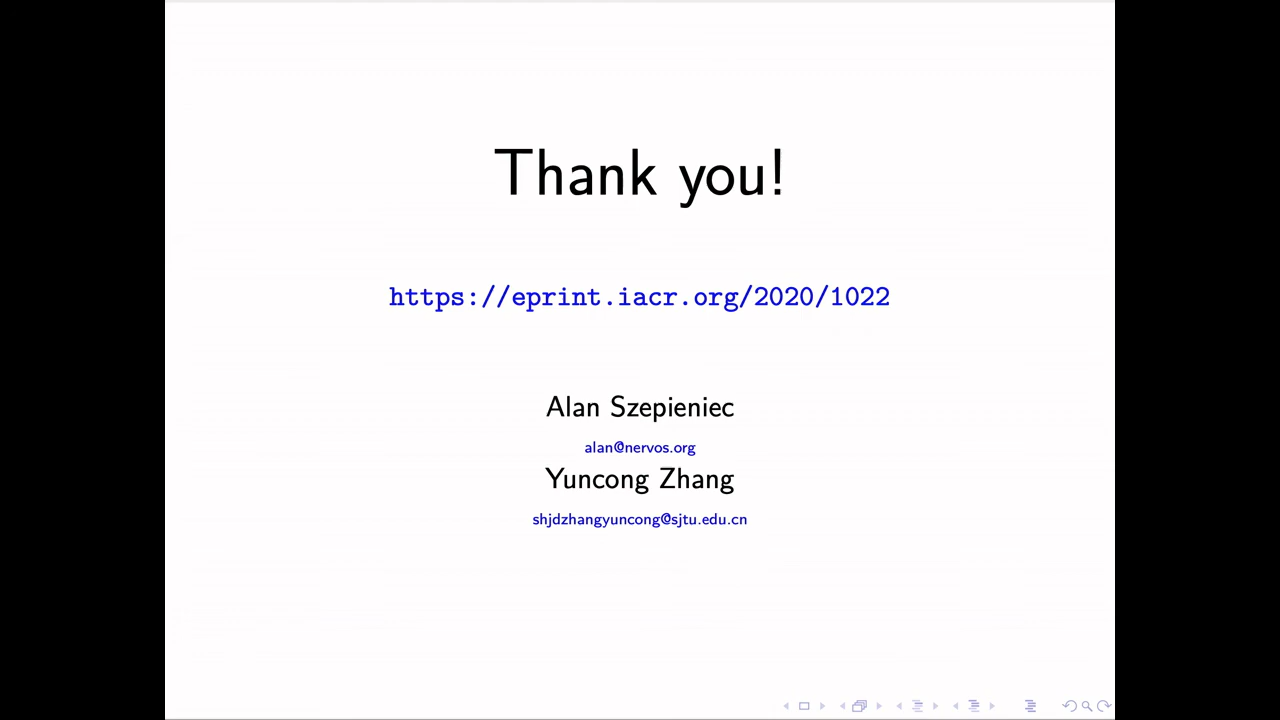 Thank you!
https://eprint.iacr.org/2020/1022
Alan Szepieniec
alan@nervos.org
Yuncong Zhang
shjdzhangyuncong@sjtu.edu.cn